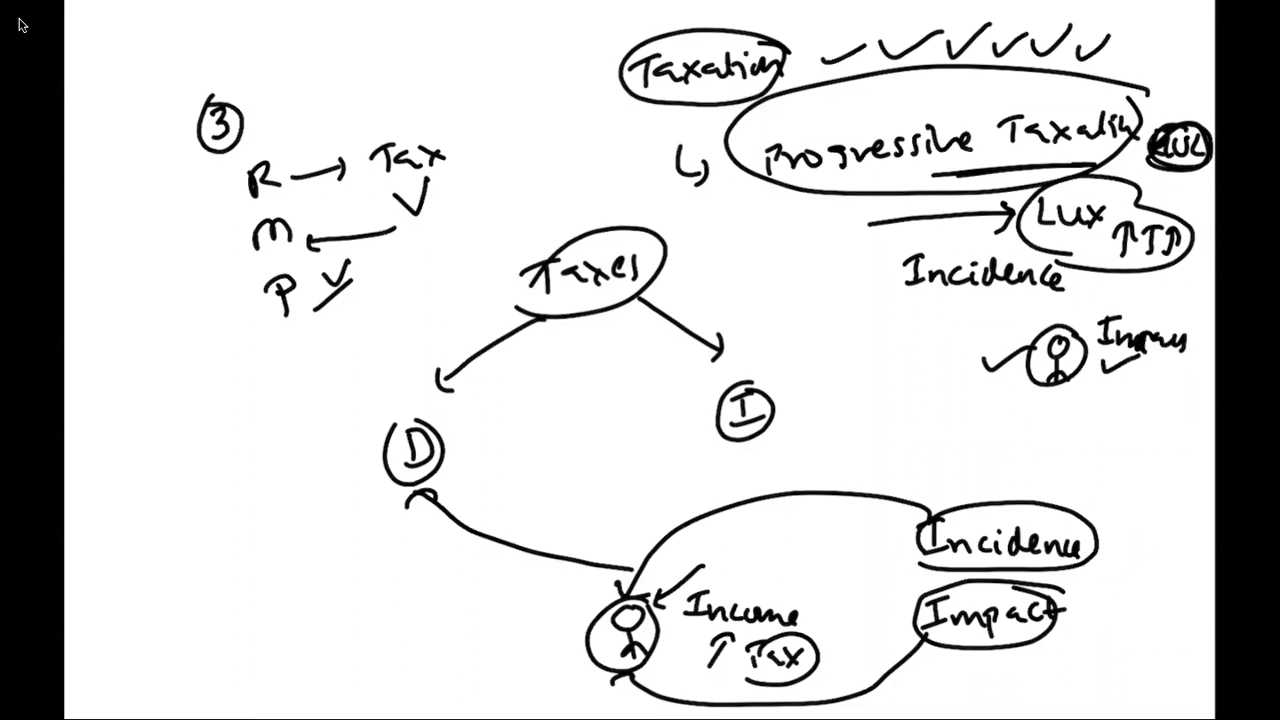 Taxation
Progressive Taxation
3
R → Tax
M
P
Lux ↑I↑
Incidence
Taxes
D
I
Incidence
Income
Impact
↑ Tax